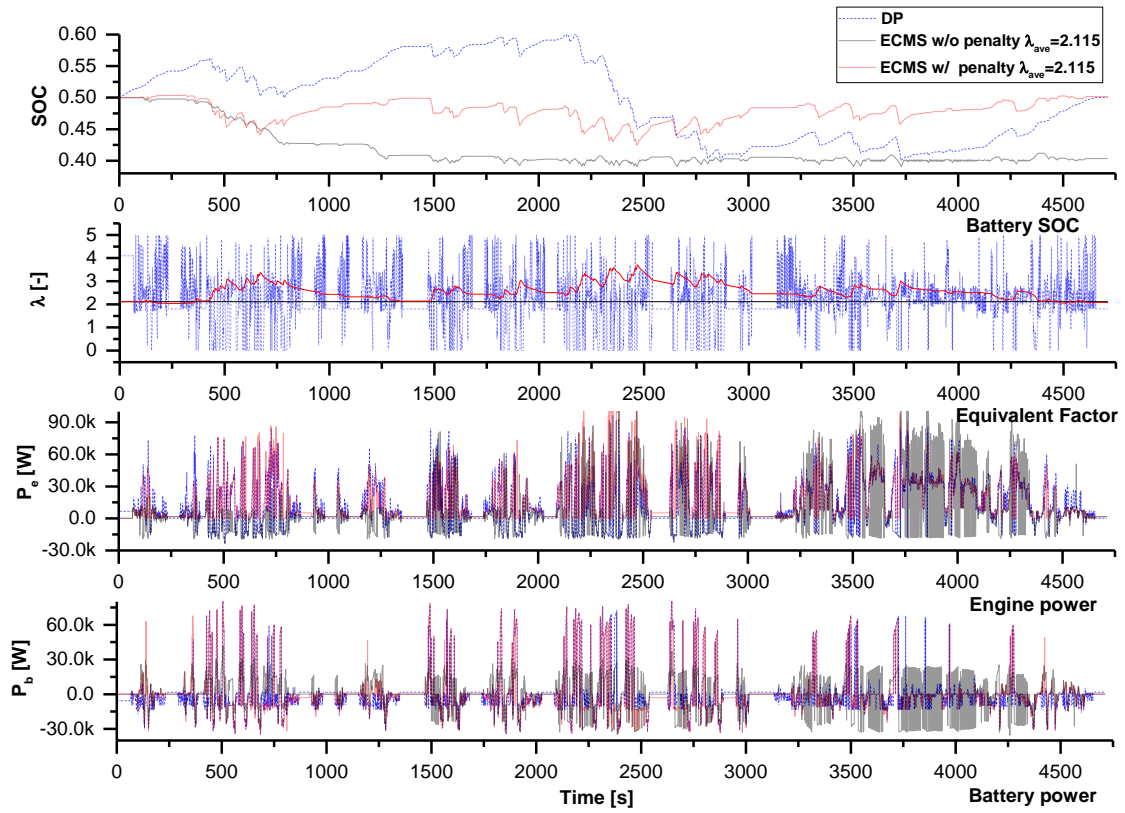 DP
ECMS w/o penalty λave=2.115
ECMS w/ penalty λave=2.115
SOC
0.60
0.50
0.45
0.40
0 500 1000 1500 2000 2500 3000 3500 4000 4500
Battery SOC
λ [-]
5
4
3
2
1
0
0 500 1000 1500 2000 2500 3000 3500 4000 4500
Equivalent Factor
Pe [W]
90.0k
60.0k
30.0k
0.0
-30.0k
0 500 1000 1500 2000 2500 3000 3500 4000 4500
Engine power
Pb [W]
60.0k
30.0k
0.0
-30.0k
0 500 1000 1500 2000 2500 3000 3500 4000 4500
Time [s]
Battery power